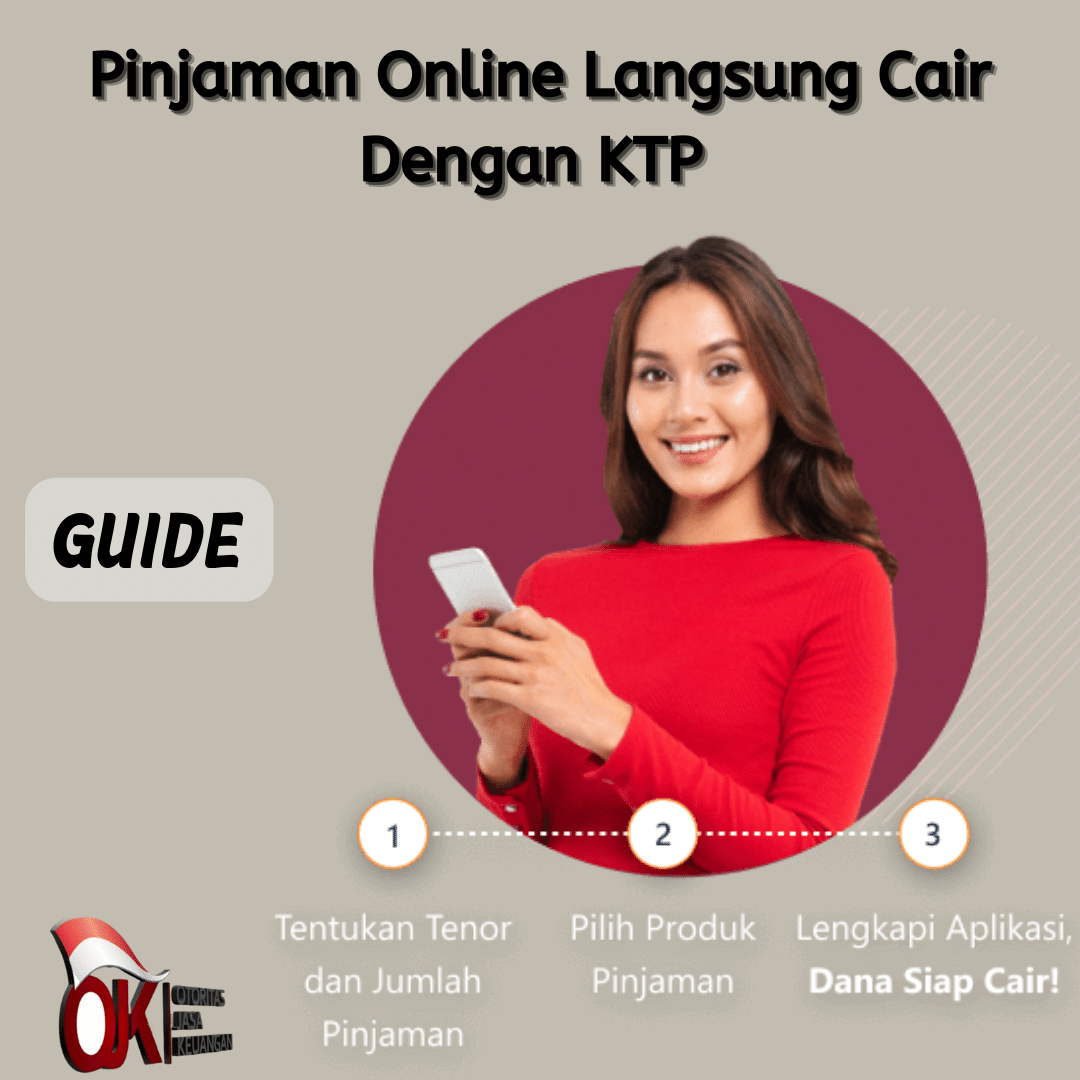 Pinjaman Online Langsung Cair
Dengan KTP
GUIDE
1
2
3
Tentukan Tenor
dan Jumlah
Pinjaman
Pilih Produk
Pinjaman
Lengkapi Aplikasi,
Dana Siap Cair!
OJK
OTORITAS
JASA
KEUANGAN